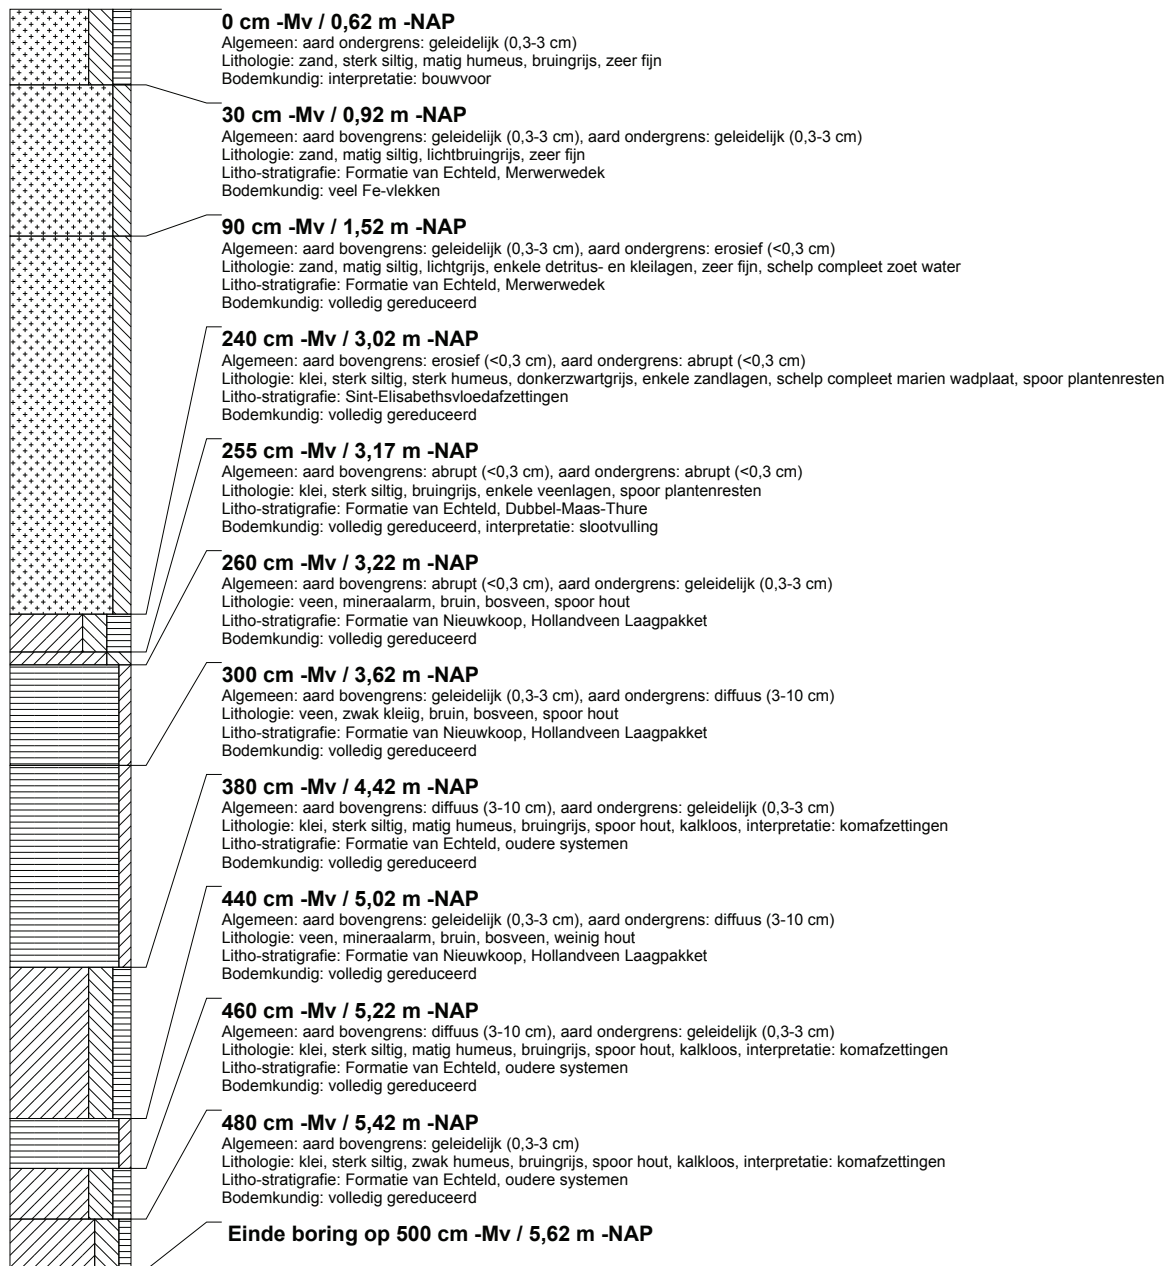 0 cm -Mv / 0,62 m -NAP
Algemeen: aard ondergrens: geleidelijk (0,3-3 cm)
Lithologie: zand, sterk siltig, matig humeus, bruingrijs, zeer fijn
Bodemkundig: interpretatie: bouwvoor
30 cm -Mv / 0,92 m -NAP
Algemeen: aard bovengrens: geleidelijk (0,3-3 cm), aard ondergrens: geleidelijk (0,3-3 cm)
Lithologie: zand, matig siltig, lichtbruingrijs, zeer fijn
Litho-stratigrafie: Formatie van Echteld, Merwerwedek
Bodemkundig: veel Fe-vlekken
90 cm -Mv / 1,52 m -NAP
Algemeen: aard bovengrens: geleidelijk (0,3-3 cm), aard ondergrens: erosief (<0,3 cm)
Lithologie: zand, matig siltig, lichtgrijs, enkele detritus- en kleilagen, zeer fijn, schelp compleet zoet water
Litho-stratigrafie: Formatie van Echteld, Merwerwedek
Bodemkundig: volledig gereduceerd
240 cm -Mv / 3,02 m -NAP
Algemeen: aard bovengrens: erosief (<0,3 cm), aard ondergrens: abrupt (<0,3 cm)
Lithologie: klei, sterk siltig, sterk humeus, donkerzwartgrijs, enkele zandlagen, schelp compleet marien wadplaat, spoor plantenresten
Litho-stratigrafie: Sint-Elisabethsvloedafzettingen
Bodemkundig: volledig gereduceerd
255 cm -Mv / 3,17 m -NAP
Algemeen: aard bovengrens: abrupt (<0,3 cm), aard ondergrens: abrupt (<0,3 cm)
Lithologie: klei, sterk siltig, bruingrijs, enkele veenlagen, spoor plantenresten
Litho-stratigrafie: Formatie van Echteld, Dubbel-Maas-Thure
Bodemkundig: volledig gereduceerd, interpretatie: slootvulling
260 cm -Mv / 3,22 m -NAP
Algemeen: aard bovengrens: abrupt (<0,3 cm), aard ondergrens: geleidelijk (0,3-3 cm)
Lithologie: veen, mineraalarm, bruin, bosveen, spoor hout
Litho-stratigrafie: Formatie van Nieuwkoop, Hollandveen Laagpakket
Bodemkundig: volledig gereduceerd
300 cm -Mv / 3,62 m -NAP
Algemeen: aard bovengrens: geleidelijk (0,3-3 cm), aard ondergrens: diffuus (3-10 cm)
Lithologie: veen, zwak kleiig, bruin, bosveen, spoor hout
Litho-stratigrafie: Formatie van Nieuwkoop, Hollandveen Laagpakket
Bodemkundig: volledig gereduceerd
380 cm -Mv / 4,42 m -NAP
Algemeen: aard bovengrens: diffuus (3-10 cm), aard ondergrens: geleidelijk (0,3-3 cm)
Lithologie: klei, sterk siltig, matig humeus, bruingrijs, spoor hout, kalkloos, interpretatie: komafzettingen
Litho-stratigrafie: Formatie van Echteld, oudere systemen
Bodemkundig: volledig gereduceerd
440 cm -Mv / 5,02 m -NAP
Algemeen: aard bovengrens: geleidelijk (0,3-3 cm), aard ondergrens: diffuus (3-10 cm)
Lithologie: veen, mineraalarm, bruin, bosveen, weinig hout
Litho-stratigrafie: Formatie van Nieuwkoop, Hollandveen Laagpakket
Bodemkundig: volledig gereduceerd
460 cm -Mv / 5,22 m -NAP
Algemeen: aard bovengrens: diffuus (3-10 cm), aard ondergrens: geleidelijk (0,3-3 cm)
Lithologie: klei, sterk siltig, matig humeus, bruingrijs, spoor hout, kalkloos, interpretatie: komafzettingen
Litho-stratigrafie: Formatie van Echteld, oudere systemen
Bodemkundig: volledig gereduceerd
480 cm -Mv / 5,42 m -NAP
Algemeen: aard bovengrens: geleidelijk (0,3-3 cm)
Lithologie: klei, sterk siltig, zwak humeus, bruingrijs, spoor hout, kalkloos, interpretatie: komafzettingen
Litho-stratigrafie: Formatie van Echteld, oudere systemen
Bodemkundig: volledig gereduceerd
Einde boring op 500 cm -Mv / 5,62 m -NAP